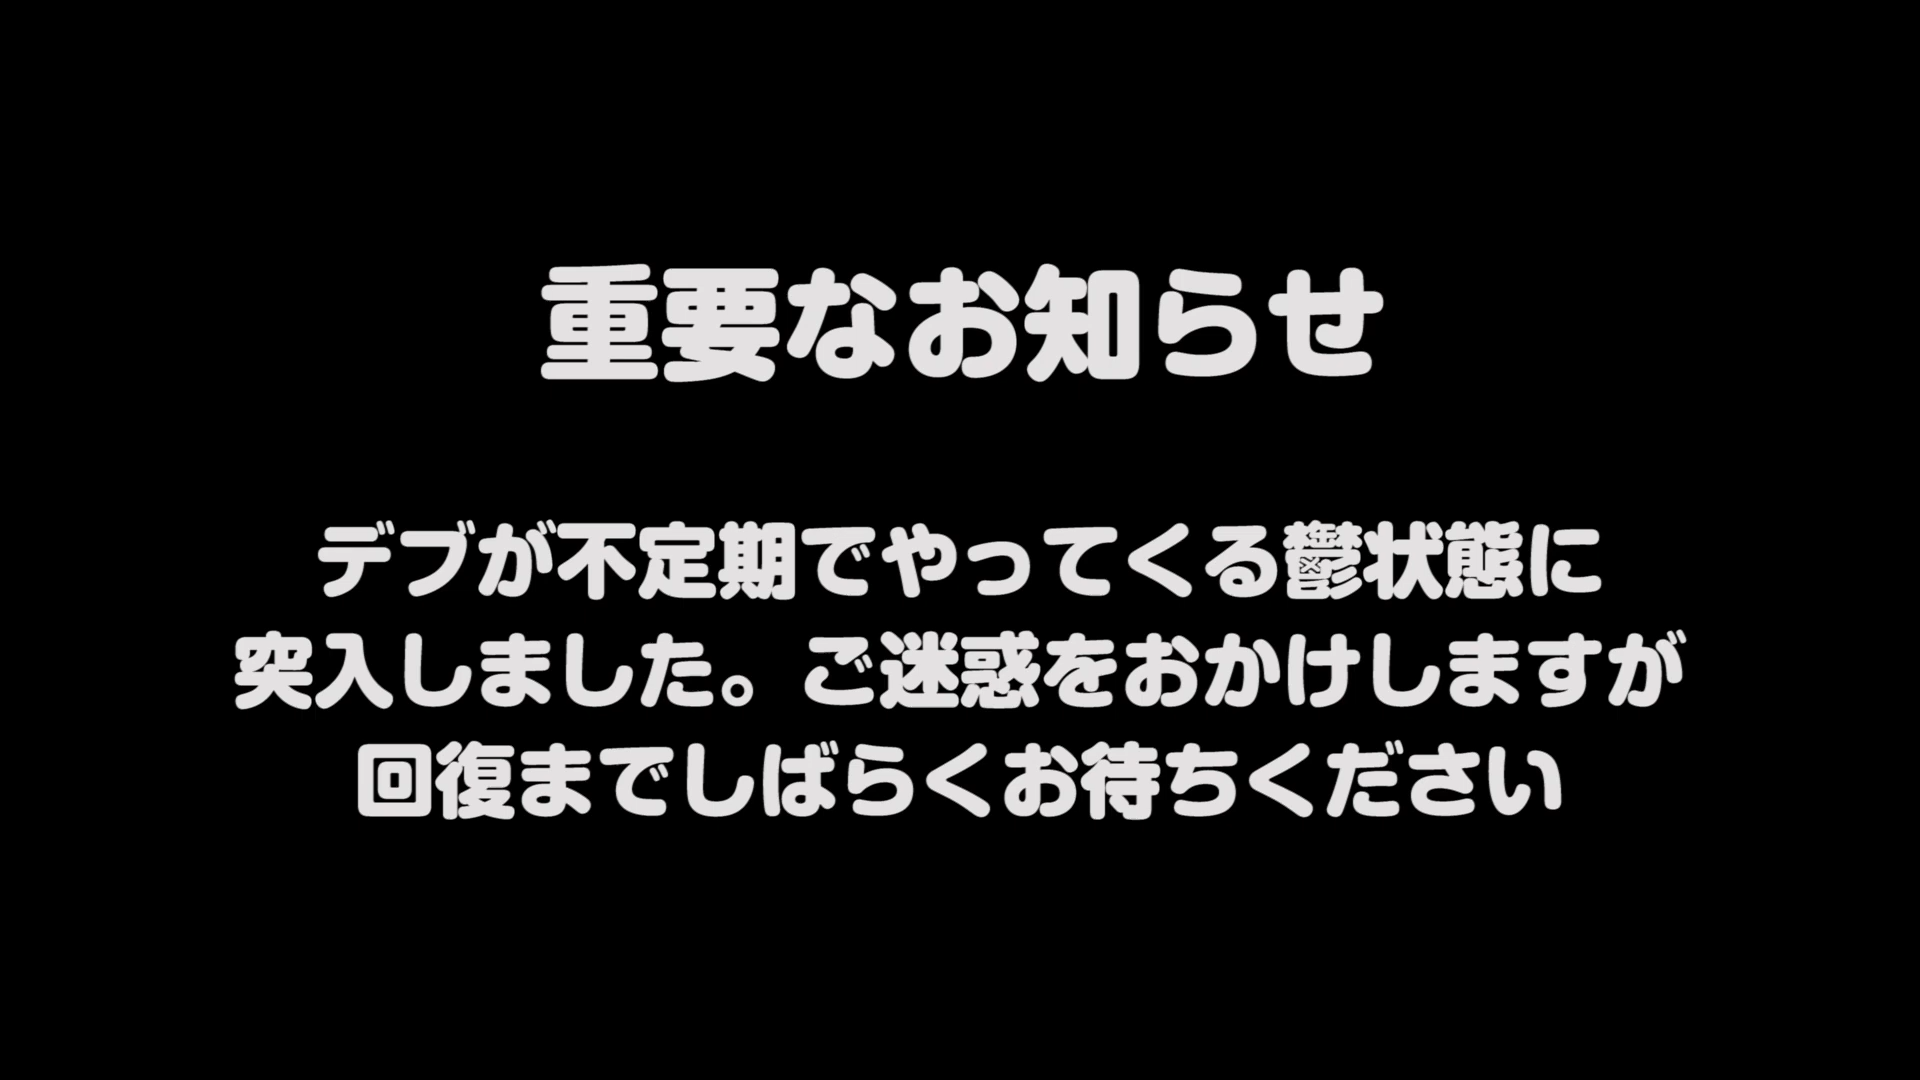 重要なお知らせ
デブが不定期でやってくる鬱状態に
突入しました。ご迷惑をおかけしますが
回復までしばらくお待ちください